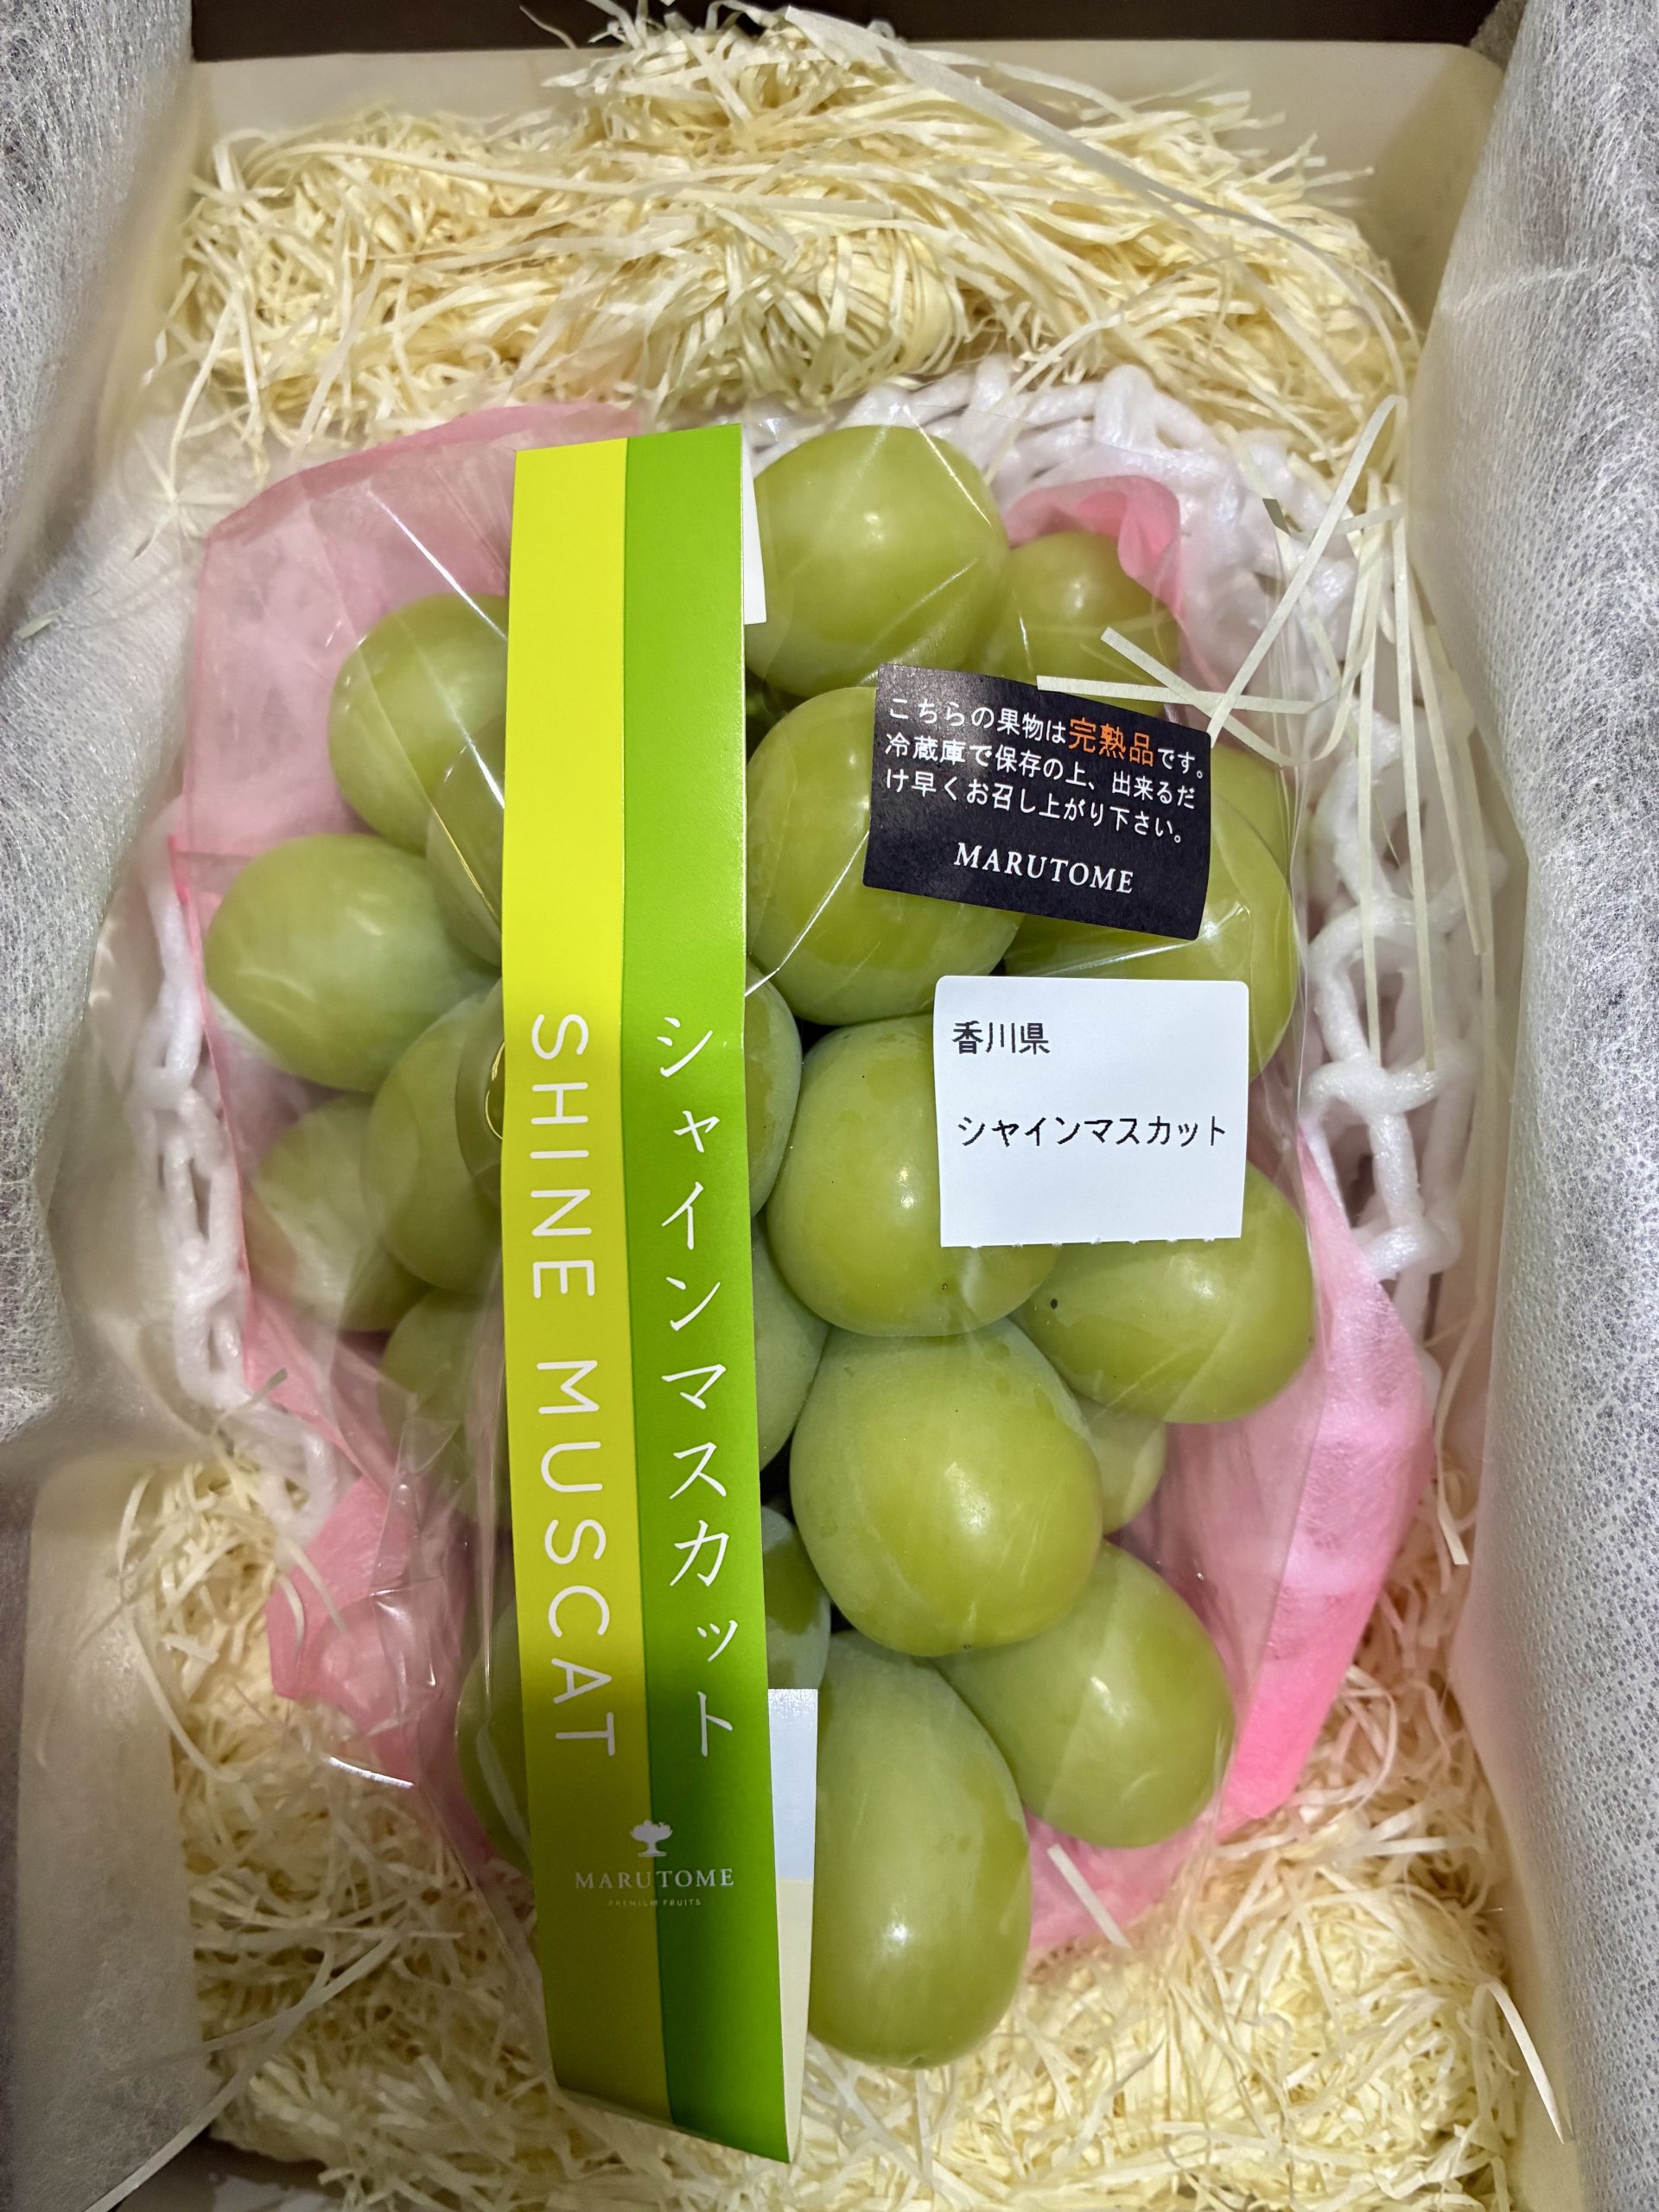 こちらの果物は完熟品です。
冷蔵庫で保存の上、出来るだ
け早くお召し上がり下さい。
MARUTOME
香川県
シャインマスカット
シャインマスカット
SHINE MUSCAT
MARUTOME
PREMIUM FRUITS